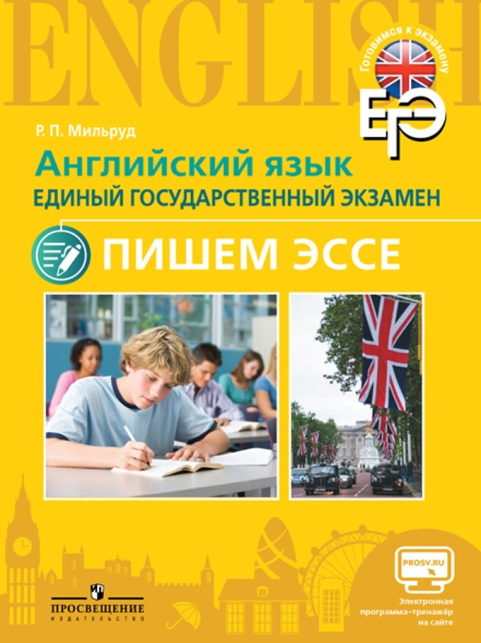 ENGLISH
Готовимся к экзамену
ЕГЭ
Р. П. Мильруд
Английский язык
ЕДИНЫЙ ГОСУДАРСТВЕННЫЙ ЭКЗАМЕН
ПИШЕМ ЭССЕ
ПРОСВЕЩЕНИЕ
ИЗДАТЕЛЬСТВО
PROSV.RU
Электронная
программа-тренажёр
на сайте